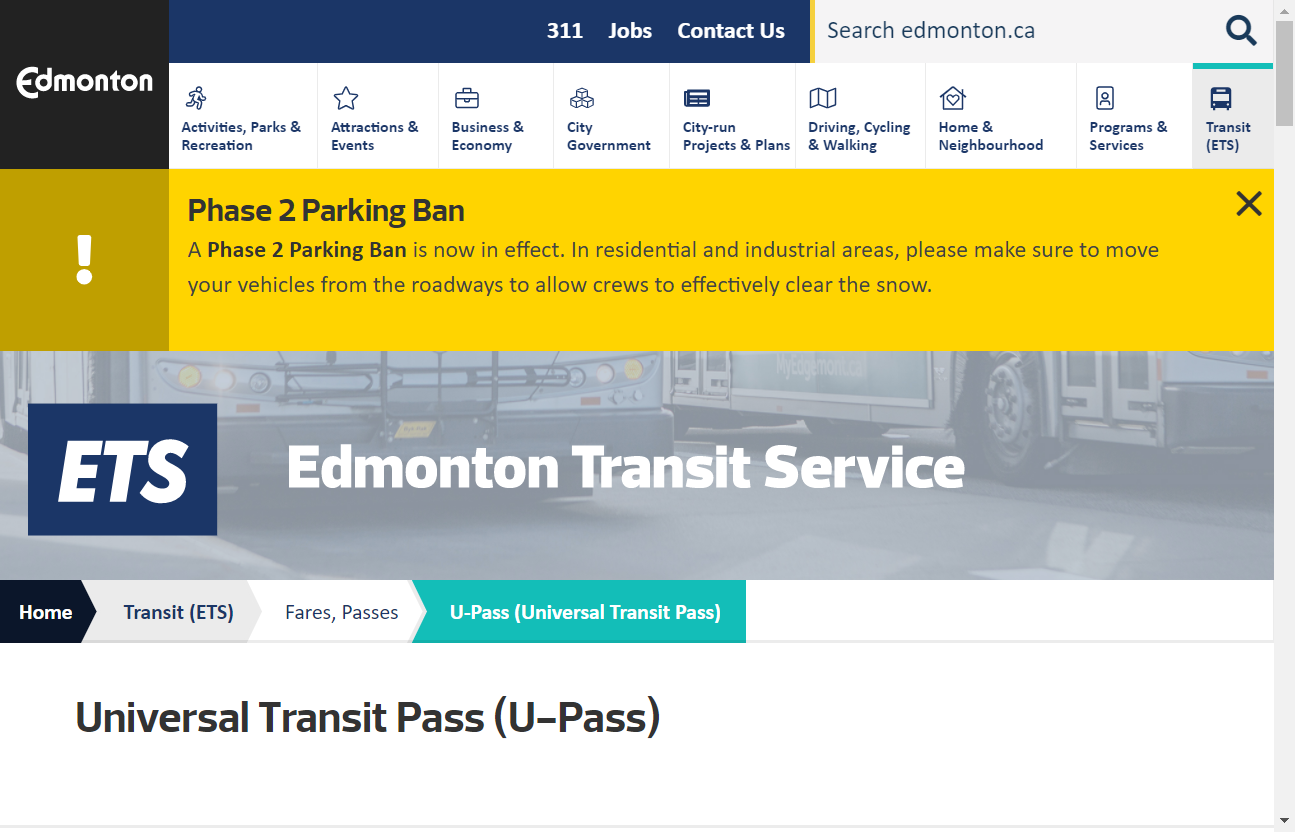 Edmonton
311 Jobs Contact Us
Search edmonton.ca
Activities, Parks &
Recreation
Attractions &
Events
Business &
Economy
City
Government
City-run
Projects & Plans
Driving, Cycling
& Walking
Home &
Neighbourhood
Programs &
Services
Transit
(ETS)
!
Phase 2 Parking Ban
A Phase 2 Parking Ban is now in effect. In residential and industrial areas, please make sure to move
your vehicles from the roadways to allow crews to effectively clear the snow.
ETS
Edmonton Transit Service
Home
Transit (ETS)
Fares, Passes
U-Pass (Universal Transit Pass)
Universal Transit Pass (U-Pass)